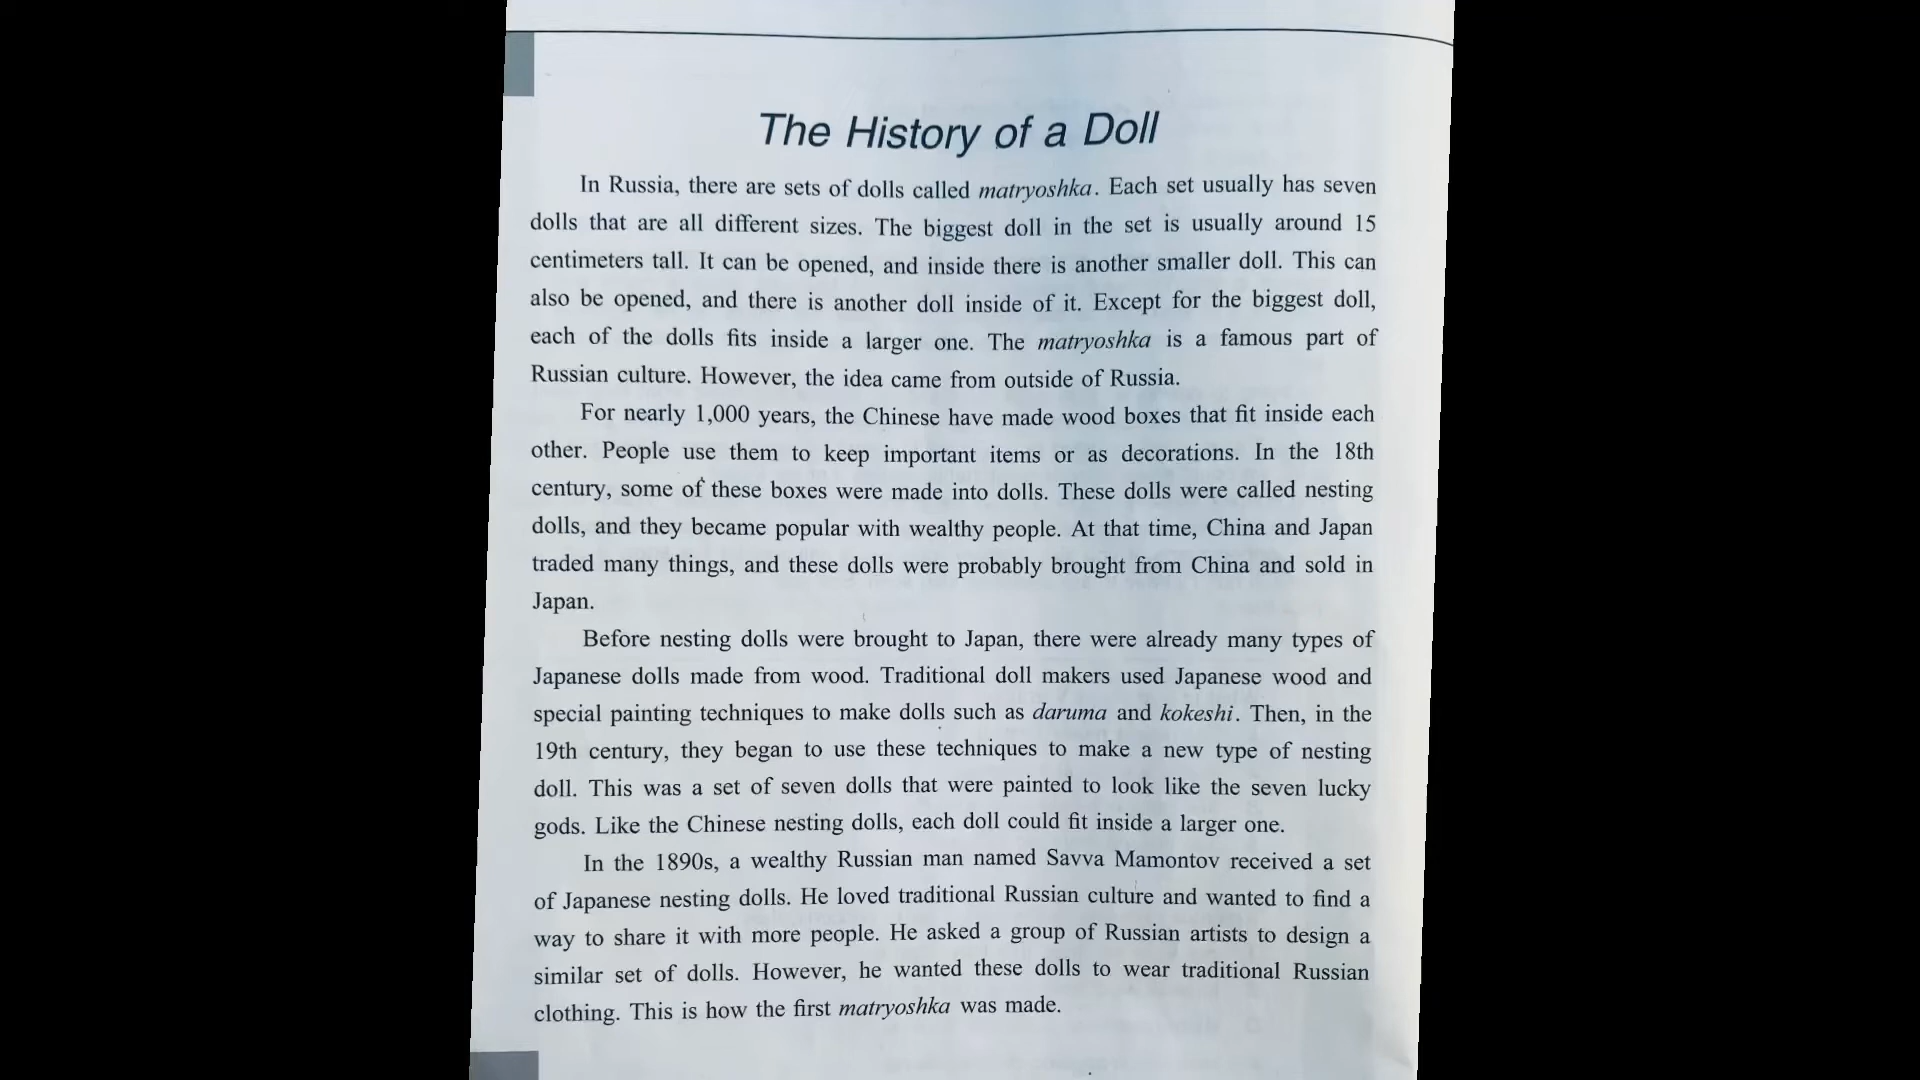 The History of a Doll
In Russia, there are sets of dolls called matryoshka. Each set usually has seven
dolls that are all different sizes. The biggest doll in the set is usually around 15
centimeters tall. It can be opened, and inside there is another smaller doll. This can
also be opened, and there is another doll inside of it. Except for the biggest doll,
each of the dolls fits inside a larger one. The matryoshka is a famous part of
Russian culture. However, the idea came from outside of Russia.
For nearly 1,000 years, the Chinese have made wood boxes that fit inside each
other. People use them to keep important items or as decorations. In the 18th
century, some of these boxes were made into dolls. These dolls were called nesting
dolls, and they became popular with wealthy people. At that time, China and Japan
traded many things, and these dolls were probably brought from China and sold in
Japan.
Before nesting dolls were brought to Japan, there were already many types of
Japanese dolls made from wood. Traditional doll makers used Japanese wood and
special painting techniques to make dolls such as daruma and kokeshi. Then, in the
19th century, they began to use these techniques to make a new type of nesting
doll. This was a set of seven dolls that were painted to look like the seven lucky
gods. Like the Chinese nesting dolls, each doll could fit inside a larger one.
In the 1890s, a wealthy Russian man named Savva Mamontov received a set
of Japanese nesting dolls. He loved traditional Russian culture and wanted to find a
way to share it with more people. He asked a group of Russian artists to design a
similar set of dolls. However, he wanted these dolls to wear traditional Russian
clothing. This is how the first matryoshka was made.